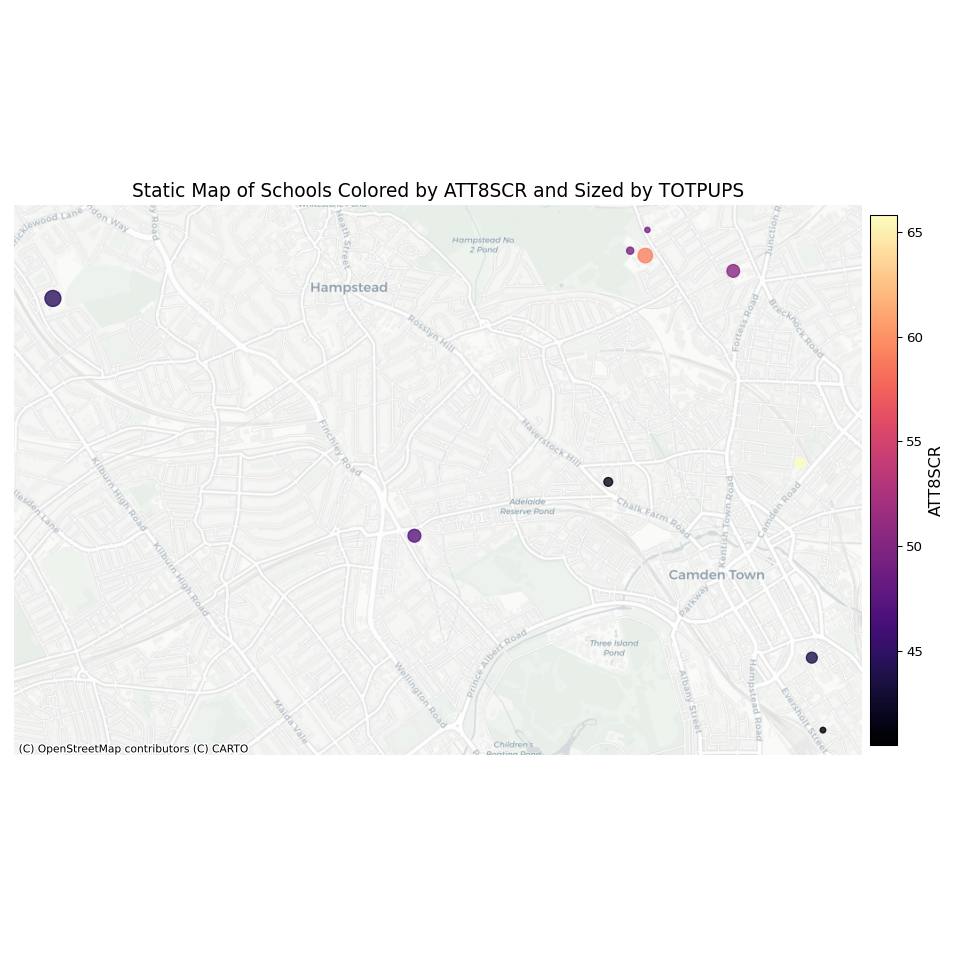 Static Map of Schools Colored by ATT8SCR and Sized by TOTPUPS
ndon Way
ry Road
Heath Street
Hampstead No.
2 Pond
Junction R
Hampstead
Rosslyn Hill
Fortess Road
Brecknock Road
Finchley Road
Haverstock Hill
Kilburn High Road
Adelaide
Reserve Pond
Chalk Farm Road
Kentish Town Road
Camden Road
lesden Lane
Kilburn High Road
Camden Town
Parkway
Prince Albert Road
Three Island
Pond
Wellington Road
Albany Street
Hampstead Road
Eversholt Street
Maida Vale
Children's
(C) OpenStreetMap contributors (C) CARTO
65
60
55
50
45
ATT8SCR